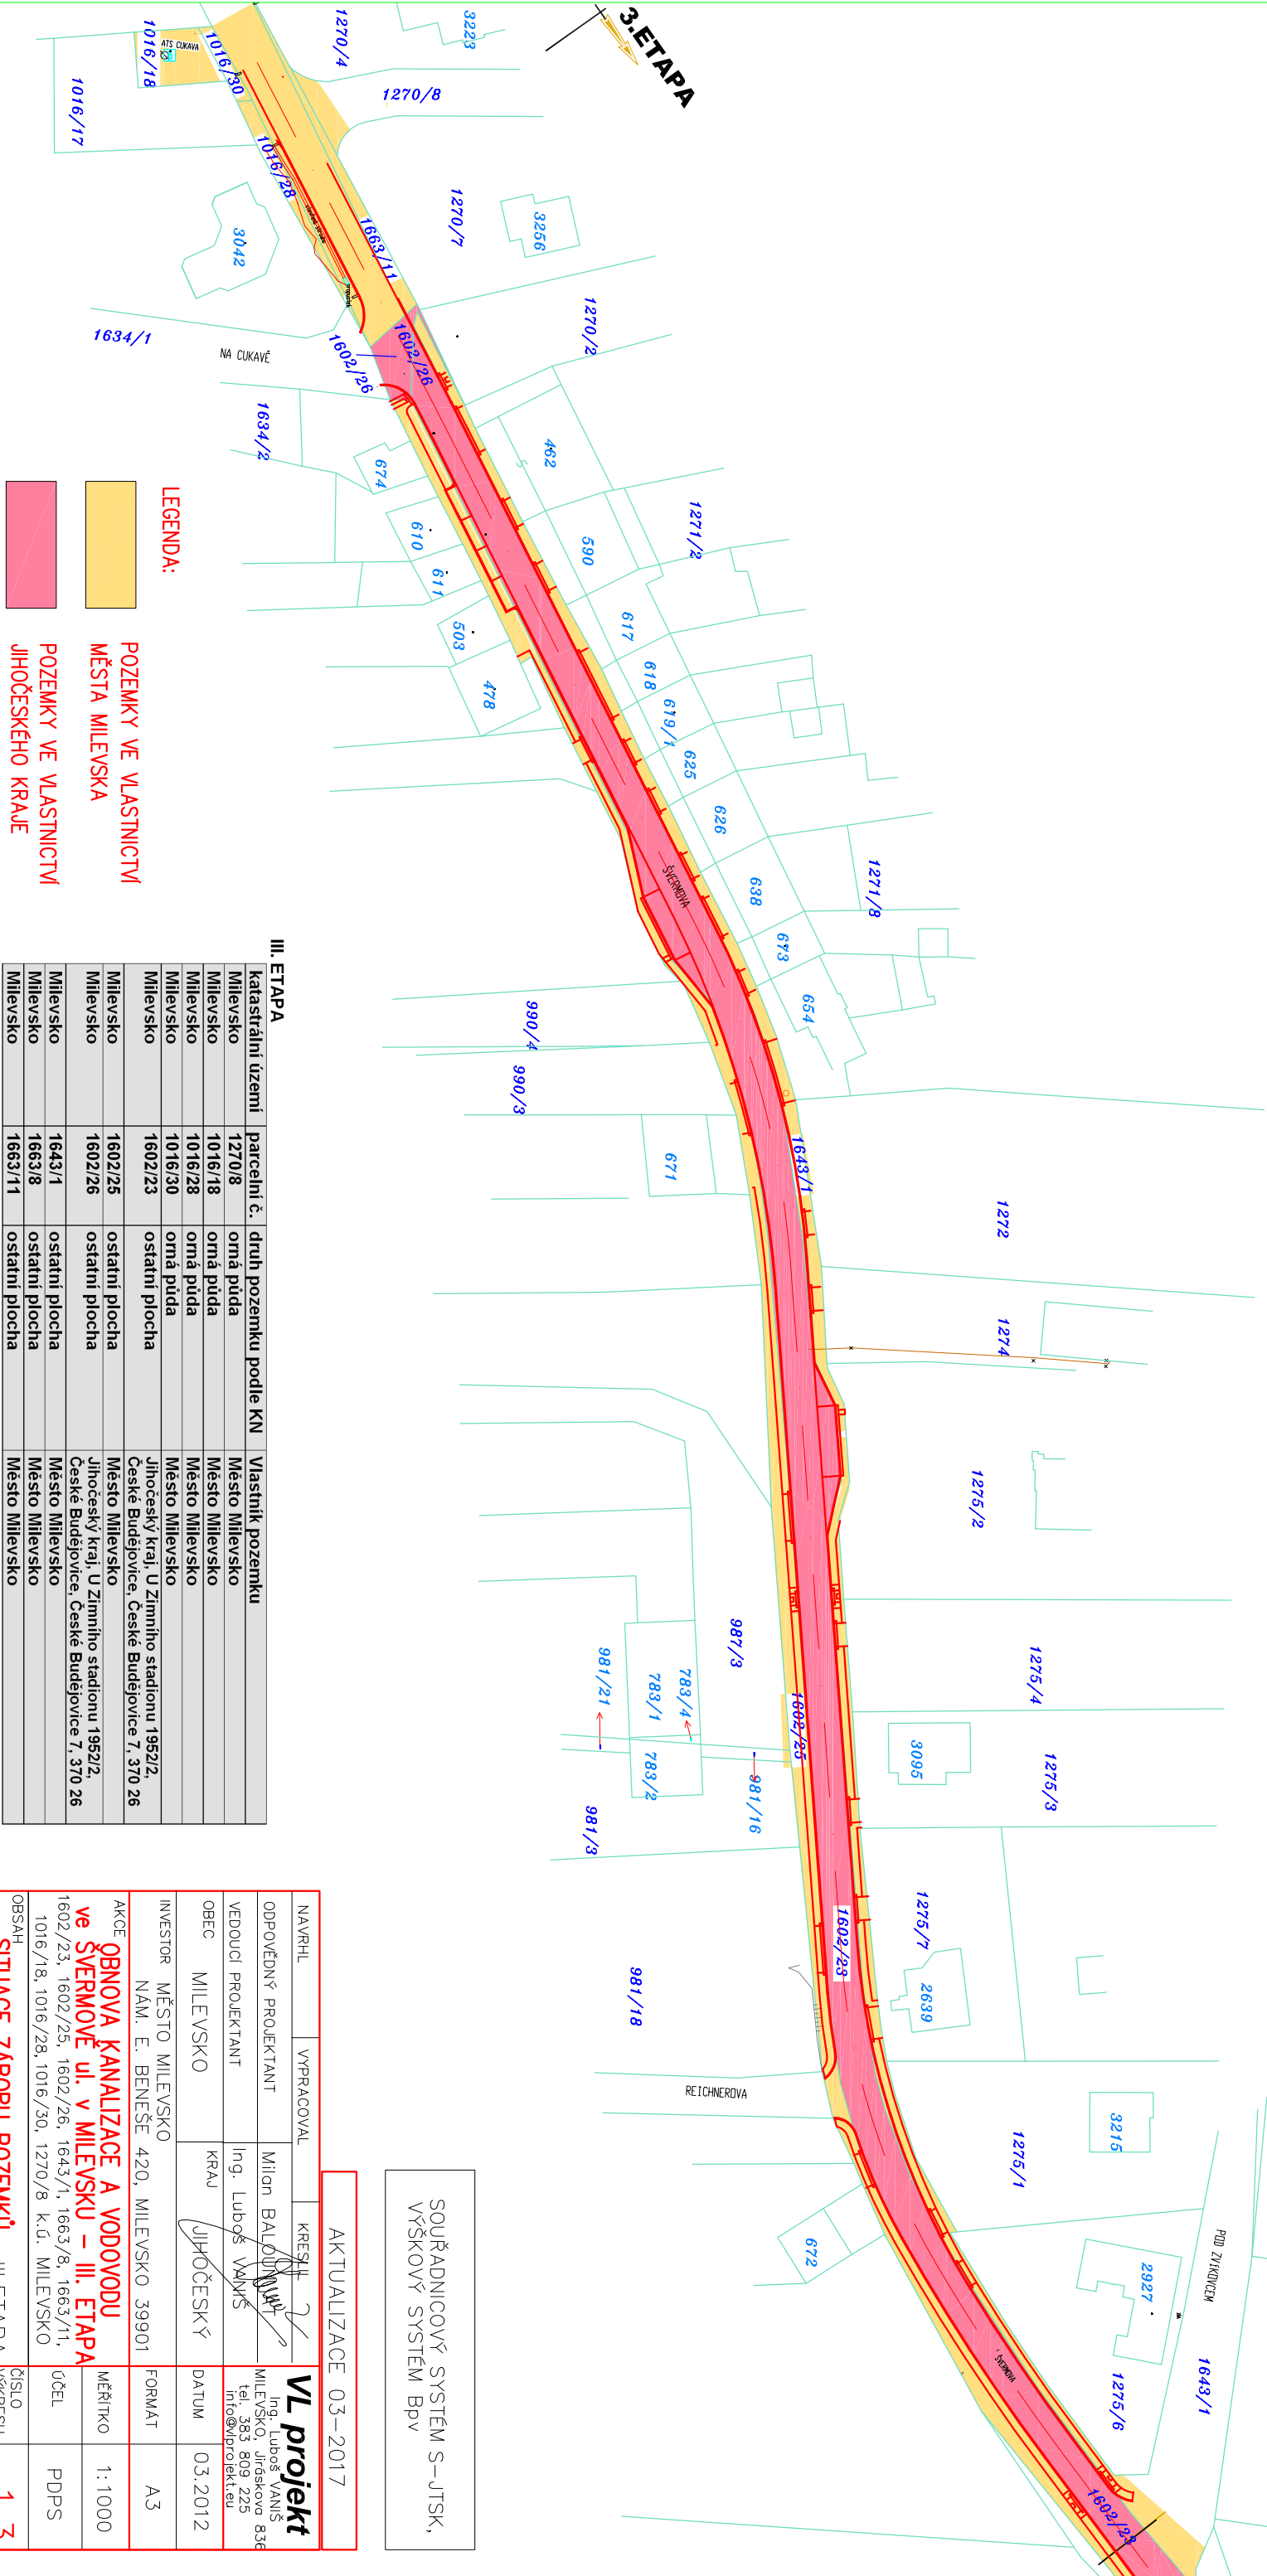 3.ETAPA
3223
1270/4
1270/8
ATS CUKAVA
1016/18
1016/30
1016/17
1016/28
1270/7
3256
1663/11
3042
1270/2
1634/1
NA CUKAVĚ
1602/26
1602/26
1634/2
462
674
1271/2
610
590
611
617
503
618
478
619/1
625
626
ŠVERMOVA
638
1271/8
673
654
990/4
990/3
1643/1
671
1272
1274
1275/2
987/3
981/21
783/1
783/4
1275/4
1602/25
783/2
981/16
3095
1275/3
981/3
1275/7
1602/23
2639
981/18
REICHNEROVA
3215
1275/1
672
POD ZVÍKOVCEM
2927
1643/1
ŠVERMOVA
1275/6
1602/23
LEGENDA:
POZEMKY VE VLASTNICTVÍ
MĚSTA MILEVSKA
POZEMKY VE VLASTNICTVÍ
JIHOČESKÉHO KRAJE
III. ETAPA
katastrální území parcelní č. druh pozemku podle KN Vlastník pozemku
Milevsko 1270/8 orná půda Město Milevsko
Milevsko 1016/18 orná půda Město Milevsko
Milevsko 1016/28 orná půda Město Milevsko
Milevsko 1016/30 orná půda Město Milevsko
Milevsko 1602/23 ostatní plocha Jihočeský kraj, U Zimního stadionu 1952/2,
České Budějovice, České Budějovice 7, 370 26
Milevsko 1602/25 ostatní plocha Město Milevsko
Milevsko 1602/26 ostatní plocha Jihočeský kraj, U Zimního stadionu 1952/2,
České Budějovice, České Budějovice 7, 370 26
Milevsko 1643/1 ostatní plocha Město Milevsko
Milevsko 1663/8 ostatní plocha Město Milevsko
Milevsko 1663/11 ostatní plocha Město Milevsko
SOUŘADNICOVÝ SYSTÉM S-JTSK,
VÝŠKOVÝ SYSTÉM Bpv
AKTUALIZACE 03-2017
NAVRHL VYPRACOVAL KRESLIL
ODPOVĚDNÝ PROJEKTANT Milan BALOUN
VEDOUCÍ PROJEKTANT Ing. Luboš VANIŠ
VL projekt
Ing. Luboš VANIŠ
MILEVSKO, Jiráskova 836
tel. 383 809 225
info@vlprojekt.eu
OBEC MILEVSKO KRAJ JIHOČESKÝ
DATUM 03.2012
INVESTOR MĚSTO MILEVSKO
NÁM. E. BENEŠE 420, MILEVSKO 39901
FORMÁT A3
AKCE OBNOVA KANALIZACE A VODOVODU
ve ŠVERMOVĚ ul. v MILEVSKU - III. ETAPA
1602/23, 1602/25, 1602/26, 1643/1, 1663/8, 1663/11,
1016/18, 1016/28, 1016/30, 1270/8 k.ú. MILEVSKO
MĚŘÍTKO 1:1000
ÚČEL PDPS
OBSAH
SITUACE ZÁBORU POZEMKŮ
ČÍSLO
VÝKRESU